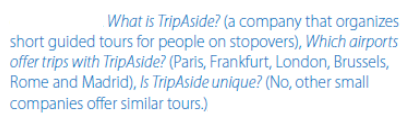 What is TripAside? (a company that organizes
short guided tours for people on stopovers), Which airports
offer trips with TripAside? (Paris, Frankfurt, London, Brussels,
Rome and Madrid), Is TripAside unique? (No, other small
companies offer similar tours.)